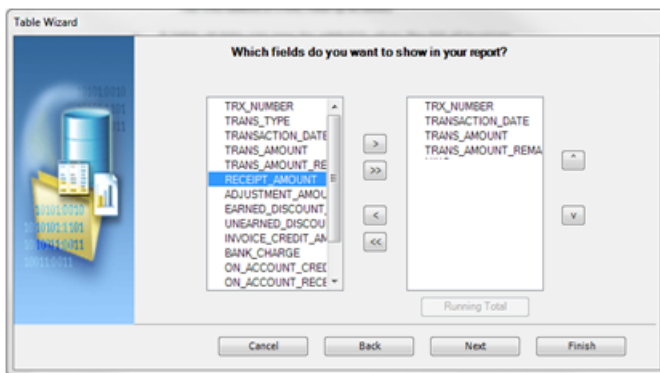 Table Wizard
Which fields do you want to show in your report?
TRX_NUMBER
TRANS_TYPE
TRANSACTION_DATE
TRANS_AMOUNT
TRANS_AMOUNT_RE
RECEIPT_AMOUNT
ADJUSTMENT_AMOU
EARNED_DISCOUNT_
UNEARNED_DISCOU
INVOICE_CREDIT_AM
BANK_CHARGE
ON_ACCOUNT_CRED
ON_ACCOUNT_RECE
>
>>
<
<<
TRX_NUMBER
TRANSACTION_DATE
TRANS_AMOUNT
TRANS_AMOUNT_REMA
^
v
Running Total
Cancel
Back
Next
Finish